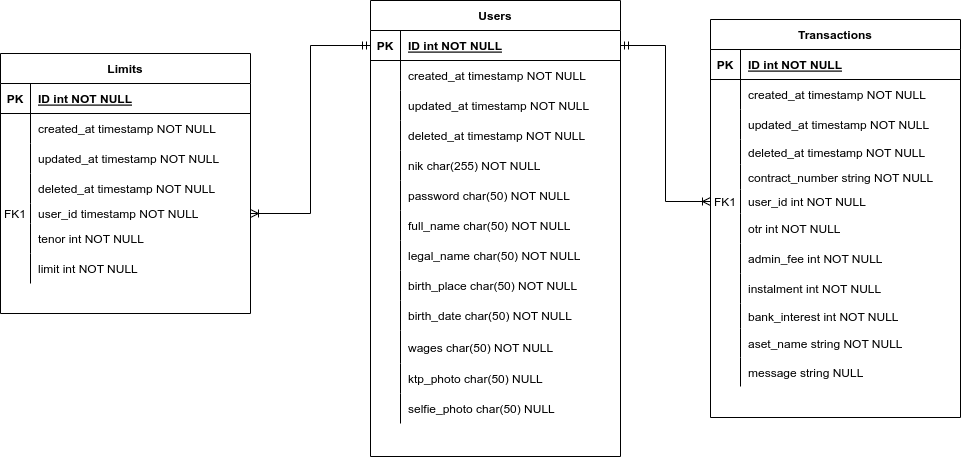 Limits
PK ID int NOT NULL
created_at timestamp NOT NULL
updated_at timestamp NOT NULL
deleted_at timestamp NOT NULL
FK1 user_id timestamp NOT NULL
tenor int NOT NULL
limit int NOT NULL
Users
PK ID int NOT NULL
created_at timestamp NOT NULL
updated_at timestamp NOT NULL
deleted_at timestamp NOT NULL
nik char(255) NOT NULL
password char(50) NOT NULL
full_name char(50) NOT NULL
legal_name char(50) NOT NULL
birth_place char(50) NOT NULL
birth_date char(50) NOT NULL
wages char(50) NOT NULL
ktp_photo char(50) NULL
selfie_photo char(50) NULL
Transactions
PK ID int NOT NULL
created_at timestamp NOT NULL
updated_at timestamp NOT NULL
deleted_at timestamp NOT NULL
contract_number string NOT NULL
FK1 user_id int NOT NULL
otr int NOT NULL
admin_fee int NOT NULL
instalment int NOT NULL
bank_interest int NOT NULL
aset_name string NOT NULL
message string NULL